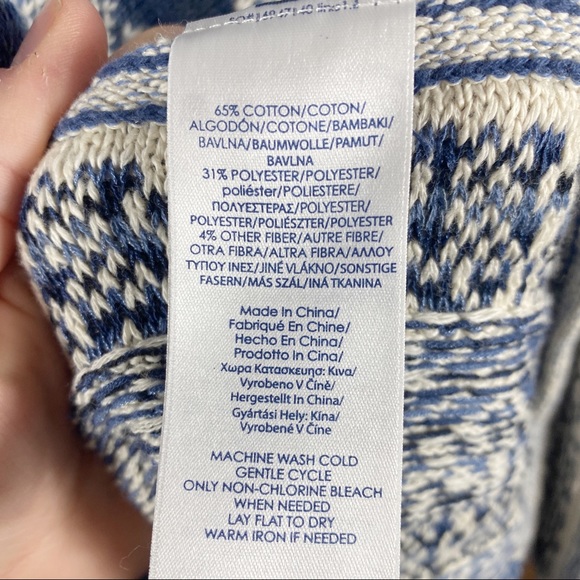 65% COTTON/COTON/
ALGODÓN/COTONE/BAMBAKI/
BAVLNA/BAUMWOLLE/PAMUT/
BAVLNA
31% POLYESTER/POLYESTER/
poliéster/POLIESTERE/
ΠΟΛΥΕΣΤΕΡΑΣ/POLYESTER/
POLYESTER/POLIÉSZTER/POLYESTER
4% OTHER FIBER/AUTRE FIBRE/
OTRA FIBRA/ALTRA FIBRA/ΑΛΛΟΥ
ΤΥΠΟΥ ΙΝΕΣ/JINÉ VLÁKNO/SONSTIGE
FASERN/MÁS SZÁL/INÁ TKANINA
Made In China/
Fabriqué En Chine/
Hecho En China/
Prodotto In Cina/
Χωρα Κατασκευησ: Κινα/
Vyrobeno V Číně/
Hergestellt In China/
Gyártási Hely: Kína/
Vyrobené V Číne
MACHINE WASH COLD
GENTLE CYCLE
ONLY NON-CHLORINE BLEACH
WHEN NEEDED
LAY FLAT TO DRY
WARM IRON IF NEEDED